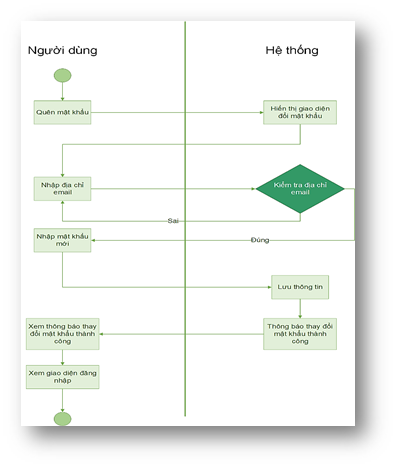 Người dùng
Hệ thống
Quên mật khẩu
Hiển thị giao diện
đổi mật khẩu
Nhập địa chỉ
email
Kiểm tra địa chỉ
email
Sai
Nhập mật khẩu
mới
Đúng
Lưu thông tin
Xem thông báo thay
đổi mật khẩu thành
công
Thông báo thay đổi
mật khẩu thành
công
Xem giao diện đăng
nhập